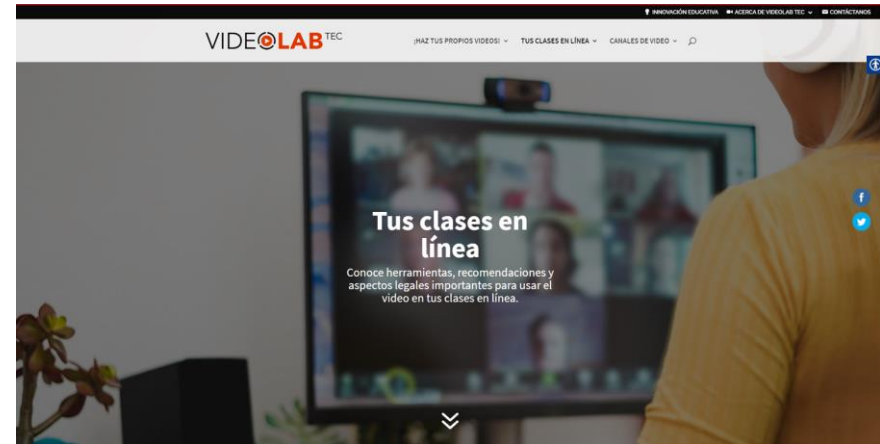 INNOVACIÓN EDUCATIVA ACERCA DE VIDEOLAB TEC CONTÁCTANOS
VIDEOLAB TEC
¡HAZ TUS PROPIOS VIDEOS! TUS CLASES EN LÍNEA CANALES DE VIDEO
Tus clases en
línea
Conoce herramientas, recomendaciones y
aspectos legales importantes para usar el
video en tus clases en línea.